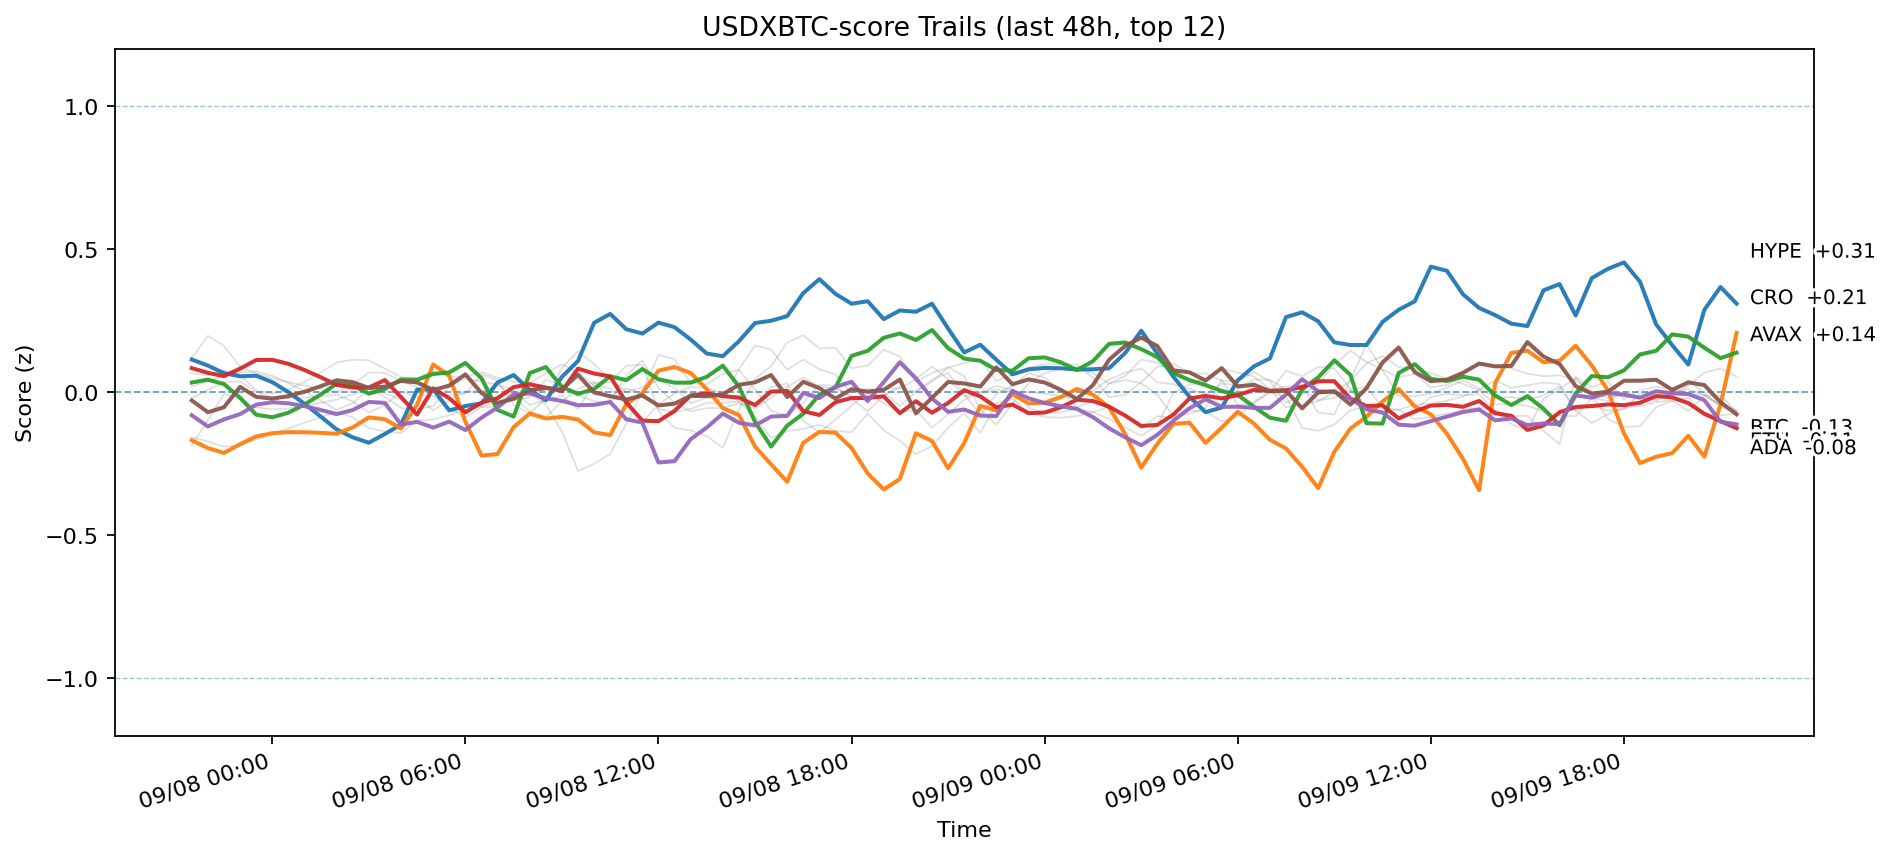 USDXBTC-score Trails (last 48h, top 12)
Score (z)
1.0
0.5
0.0
−0.5
−1.0
HYPE +0.31
CRO +0.21
AVAX +0.14
BTC -0.13
ADA -0.08
09/08 00:00
09/08 06:00
09/08 12:00
09/08 18:00
09/09 00:00
09/09 06:00
09/09 12:00
09/09 18:00
Time